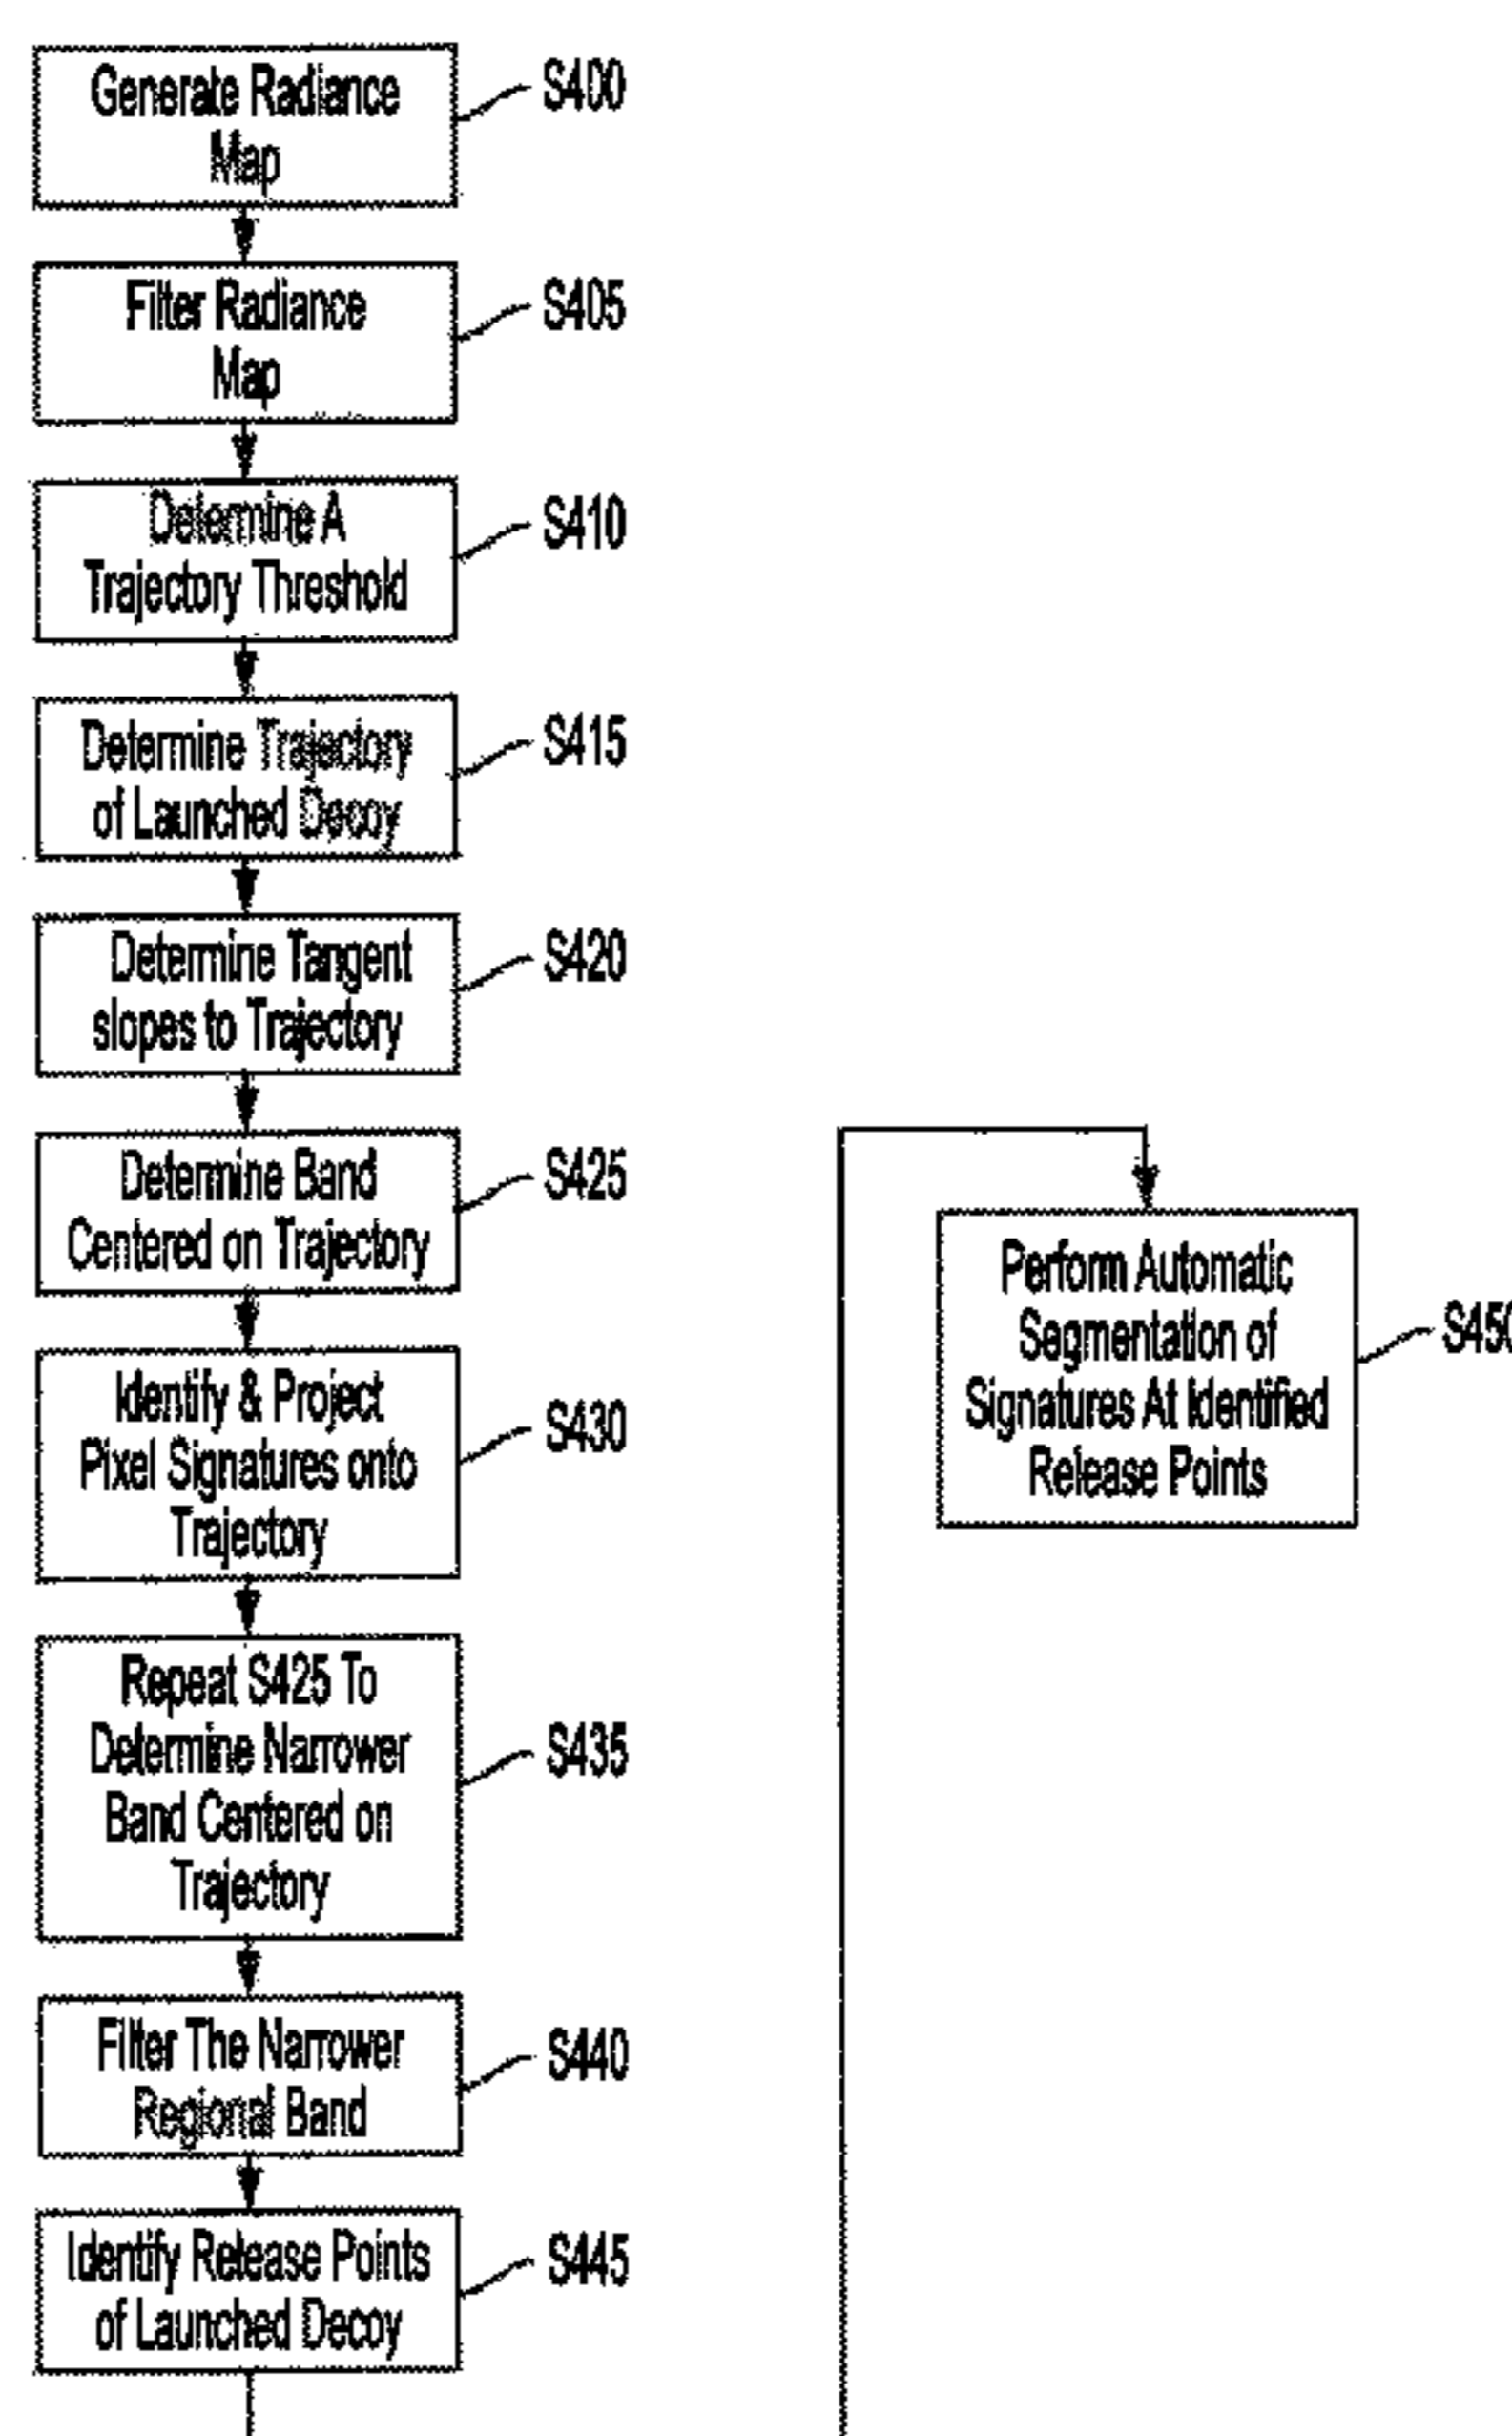 Generate Radiance
Map
S400
Filter Radiance
Map
S405
Determine A
Trajectory Threshold
S410
Determine Trajectory
of Launched Decoy
S415
Determine Tangent
slopes to Trajectory
S420
Determine Band
Centered on Trajectory
S425
Identify & Project
Pixel Signatures onto
Trajectory
S430
Repeat S425 To
Determine Narrower
Band Centered on
Trajectory
S435
Filter The Narrower
Regional Band
S440
Identify Release Points
of Launched Decoy
S445
Perform Automatic
Segmentation of
Signatures At Identified
Release Points
S450